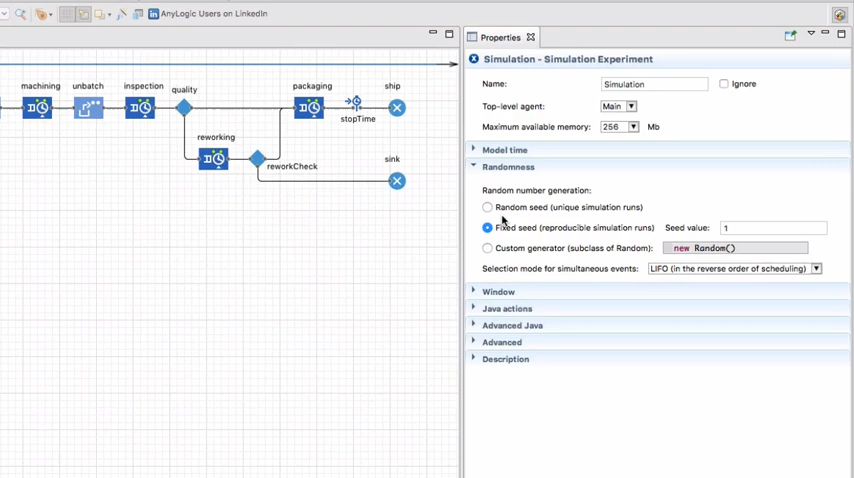 AnyLogic Users on LinkedIn
machining
unbatch
inspection
quality
packaging
ship
stopTime
reworking
reworkCheck
sink
Properties
Simulation - Simulation Experiment
Name: Simulation Ignore
Top-level agent: Main
Maximum available memory: 256 Mb
Model time
Randomness
Random number generation:
Random seed (unique simulation runs)
Fixed seed (reproducible simulation runs) Seed value: 1
Custom generator (subclass of Random): new Random()
Selection mode for simultaneous events: LIFO (in the reverse order of scheduling)
Window
Java actions
Advanced Java
Advanced
Description